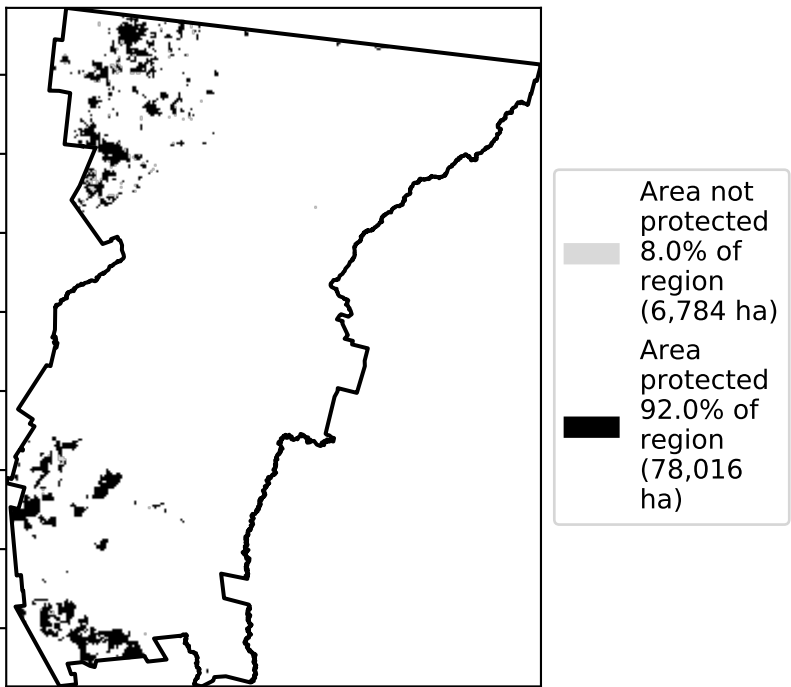 Area not
protected
8.0% of
region
(6,784 ha)
Area
protected
92.0% of
region
(78,016
ha)